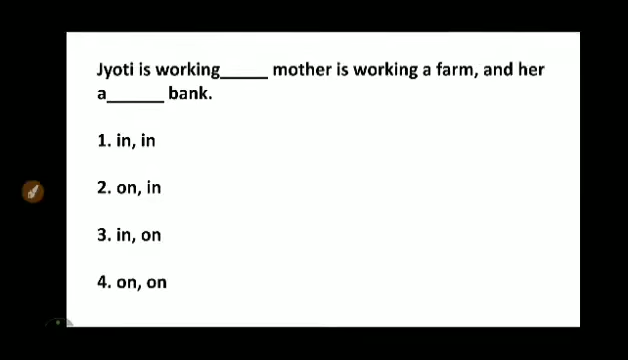 Jyoti is working_____ mother is working a farm, and her
a______ bank.
1. in, in
2. on, in
3. in, on
4. on, on